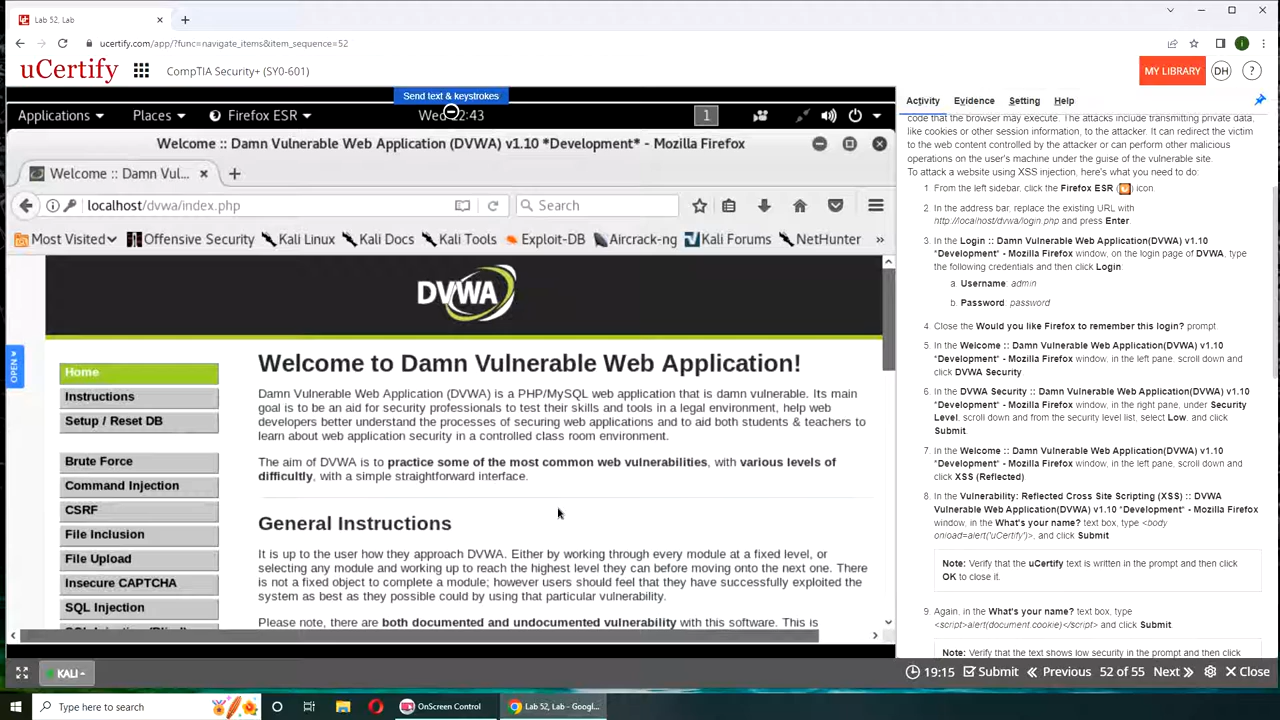 Lab 52, Lab
ucertify.com/app/?func=navigate_items&item_sequence=52
uCertify
CompTIA Security+ (SY0-601)
MY LIBRARY
DH
?
Send text & keystrokes
Applications
Places
Firefox ESR
:43
1
Welcome :: Damn Vulnerable Web Application (DVWA) v1.10 *Development* - Mozilla Firefox
Welcome :: Damn Vul...
localhost/dvwa/index.php
Search
Most Visited
Offensive Security
Kali Linux
Kali Docs
Kali Tools
Exploit-DB
Aircrack-ng
Kali Forums
NetHunter
»
DVWA
OPEN
Home
Instructions
Setup / Reset DB
Brute Force
Command Injection
CSRF
File Inclusion
File Upload
Insecure CAPTCHA
SQL Injection
Welcome to Damn Vulnerable Web Application!
Damn Vulnerable Web Application (DVWA) is a PHP/MySQL web application that is damn vulnerable. Its main
goal is to be an aid for security professionals to test their skills and tools in a legal environment, help web
developers better understand the processes of securing web applications and to aid both students & teachers to
learn about web application security in a controlled class room environment.
The aim of DVWA is to practice some of the most common web vulnerabilities, with various levels of
difficultly, with a simple straightforward interface.
General Instructions
It is up to the user how they approach DVWA. Either by working through every module at a fixed level, or
selecting any module and working up to reach the highest level they can before moving onto the next one. There
is not a fixed object to complete a module; however users should feel that they have successfully exploited the
system as best as they possible could by using that particular vulnerability.
Please note, there are both documented and undocumented vulnerability with this software. This is
Activity
Evidence
Setting
Help
code that the browser may execute. The attacks include transmitting private data,
like cookies or other session information, to the attacker. It can redirect the victim
to the web content controlled by the attacker or can perform other malicious
operations on the user's machine under the guise of the vulnerable site.
To attack a website using XSS injection, here's what you need to do:
1 From the left sidebar, click the Firefox ESR ( ) icon.
2 In the address bar, replace the existing URL with
http://localhost/dvwa/login.php and press Enter.
3 In the Login :: Damn Vulnerable Web Application(DVWA) v1.10
*Development* - Mozilla Firefox window, on the login page of DVWA, type
the following credentials and then click Login:
a Username: admin
b. Password: password
4 Close the Would you like Firefox to remember this login? prompt.
5 In the Welcome :: Damn Vulnerable Web Application(DVWA) v1.10
*Development* - Mozilla Firefox window, in the left pane, scroll down and
click DVWA Security
6 In the DVWA Security :: Damn Vulnerable Web Application(DVWA) v1.10
*Development* - Mozilla Firefox window, in the right pane, under Security
Level, scroll down and from the security level list, select Low, and click
Submit.
7 In the Welcome :: Damn Vulnerable Web Application(DVWA) v1.10
*Development* - Mozilla Firefox window, in the left pane, scroll down and
click XSS (Reflected)
8 In the Vulnerability: Reflected Cross Site Scripting (XSS) :: DVWA
Vulnerable Web Application(DVWA) v1.10 *Development* - Mozilla Firefox
window, in the What's your name? text box, type <body
onload=alert('uCertify')>, and click Submit
Note: Verify that the uCertify text is written in the prompt and then click
OK to close it.
9 Again, in the What's your name? text box, type
<script>alert(document.cookie)</script> and click Submit.
Note: Verify that the text shows low security in the prompt and then click
KALI
19:15
Submit
Previous
52 of 55
Next
Close
Type here to search
OnScreen Control
Lab 52, Lab - Googl...